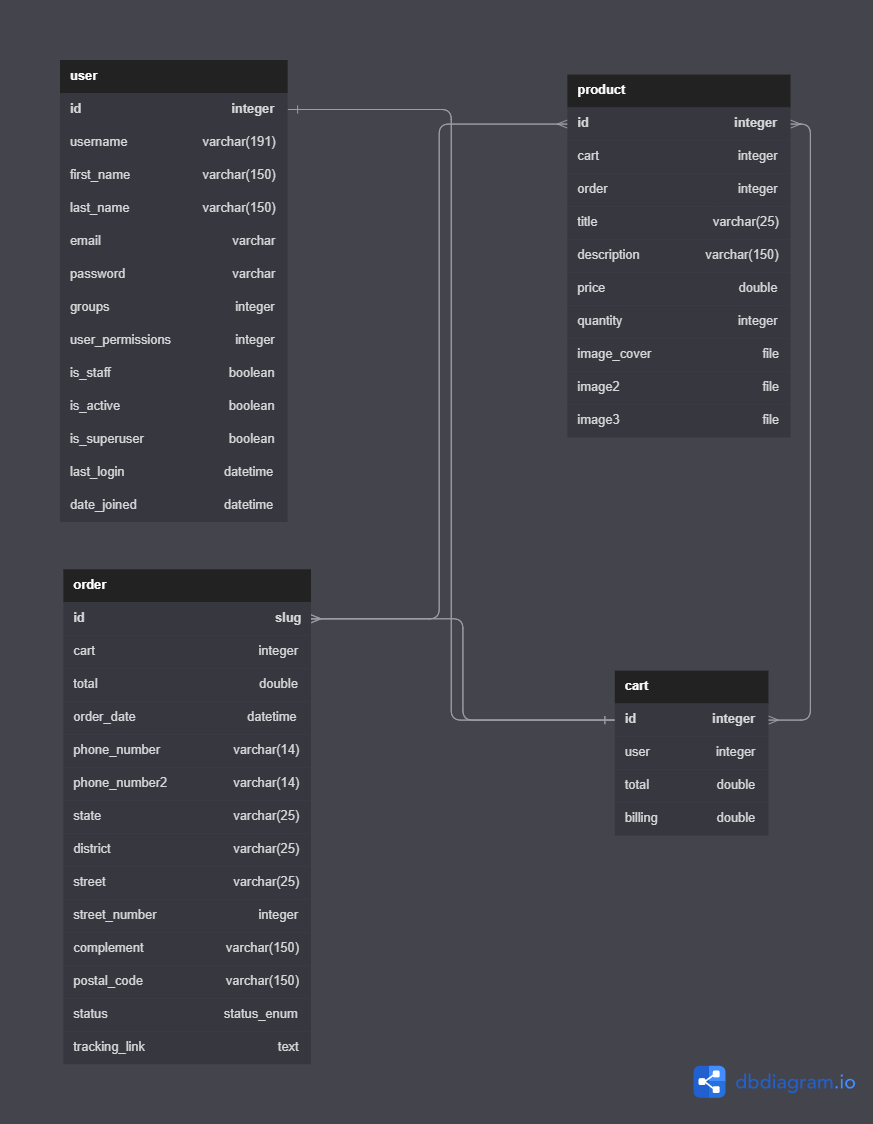 user
id integer
username varchar(191)
first_name varchar(150)
last_name varchar(150)
email varchar
password varchar
groups integer
user_permissions integer
is_staff boolean
is_active boolean
is_superuser boolean
last_login datetime
date_joined datetime
product
id integer
cart integer
order integer
title varchar(25)
description varchar(150)
price double
quantity integer
image_cover file
image2 file
image3 file
order
id slug
cart integer
total double
order_date datetime
phone_number varchar(14)
phone_number2 varchar(14)
state varchar(25)
district varchar(25)
street varchar(25)
street_number integer
complement varchar(150)
postal_code varchar(150)
status status_enum
tracking_link text
cart
id integer
user integer
total double
billing double
dbdiagram.io